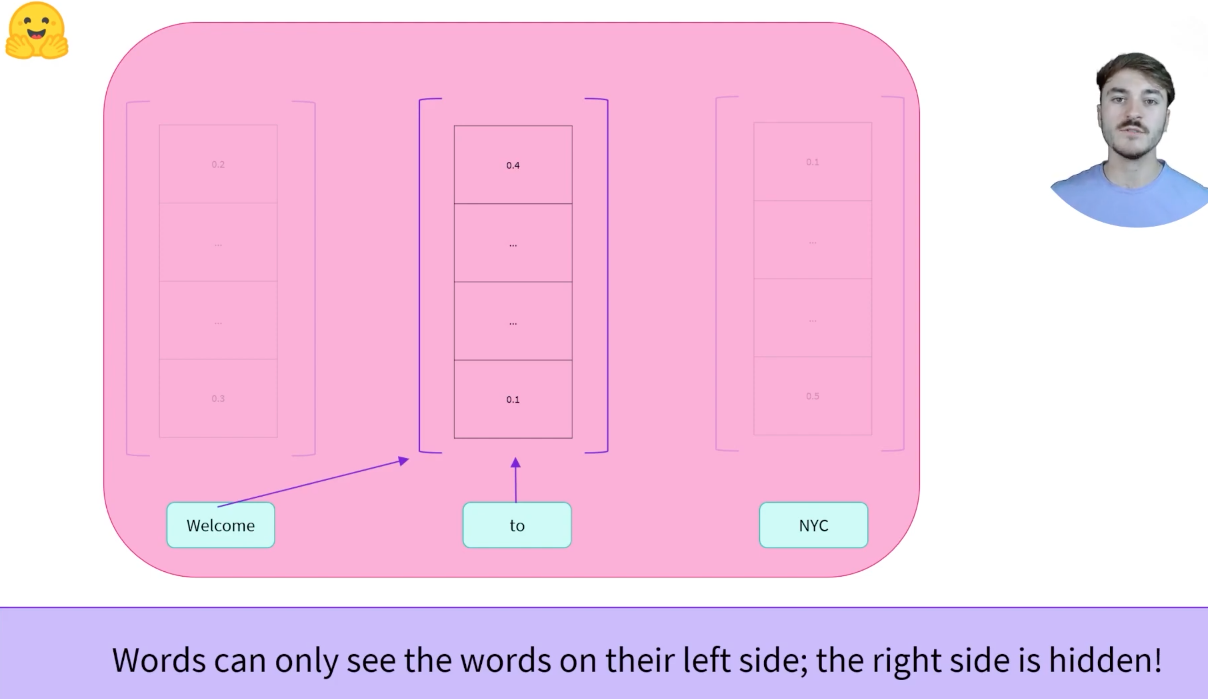 0.2 0.4 0.1
... ... ...
... ... ...
0.3 0.1 0.5
Welcome to NYC
Words can only see the words on their left side; the right side is hidden!